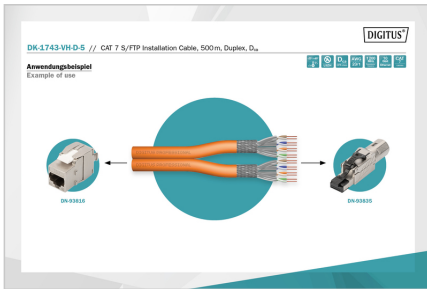 DIGITUS®
DK-1743-VH-D-5 // CAT 7 S/FTP Installation Cable, 500 m, Duplex, Dca
Anwendungsbeispiel
Example of use
DN-93616
DN-93835